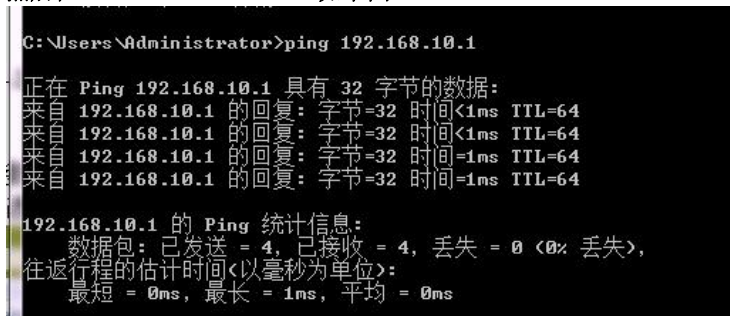 C:\Users\Administrator>ping 192.168.10.1
正在 Ping 192.168.10.1 具有 32 字节的数据:
来自 192.168.10.1 的回复: 字节=32 时间<1ms TTL=64
来自 192.168.10.1 的回复: 字节=32 时间<1ms TTL=64
来自 192.168.10.1 的回复: 字节=32 时间=1ms TTL=64
来自 192.168.10.1 的回复: 字节=32 时间=1ms TTL=64
192.168.10.1 的 Ping 统计信息:
数据包: 已发送 = 4, 已接收 = 4, 丢失 = 0 (0% 丢失),
往返行程的估计时间(以毫秒为单位):
最短 = 0ms, 最长 = 1ms, 平均 = 0ms